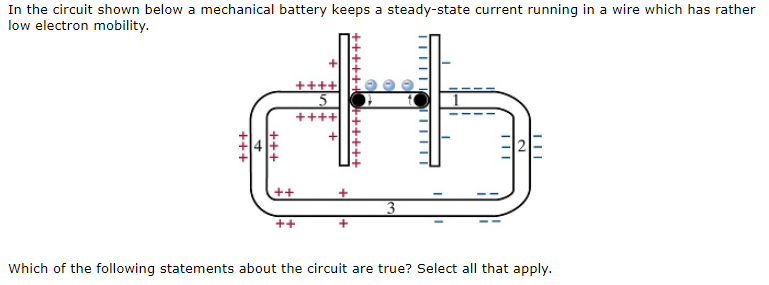 In the circuit shown below a mechanical battery keeps a steady-state current running in a wire which has rather
low electron mobility.
5
1
4
2
3
Which of the following statements about the circuit are true? Select all that apply.